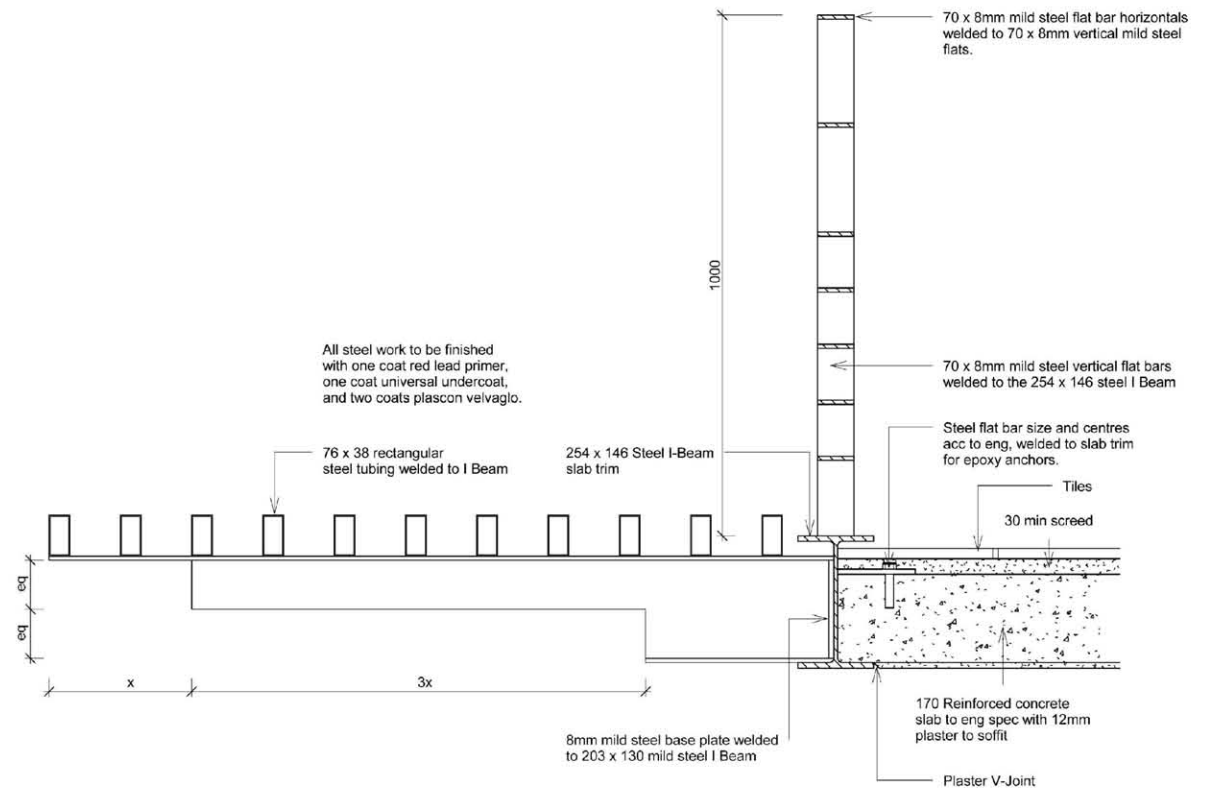 70 x 8mm mild steel flat bar horizontals
welded to 70 x 8mm vertical mild steel
flats.
1000
All steel work to be finished
with one coat red lead primer,
one coat universal undercoat,
and two coats plascon velvaglo.
70 x 8mm mild steel vertical flat bars
welded to the 254 x 146 steel I Beam
76 x 38 rectangular
steel tubing welded to I Beam
254 x 146 Steel I-Beam
slab trim
Steel flat bar size and centres
acc to eng, welded to slab trim
for epoxy anchors.
Tiles
30 min screed
eq
eq
x
3x
170 Reinforced concrete
slab to eng spec with 12mm
plaster to soffit
8mm mild steel base plate welded
to 203 x 130 mild steel I Beam
Plaster V-Joint